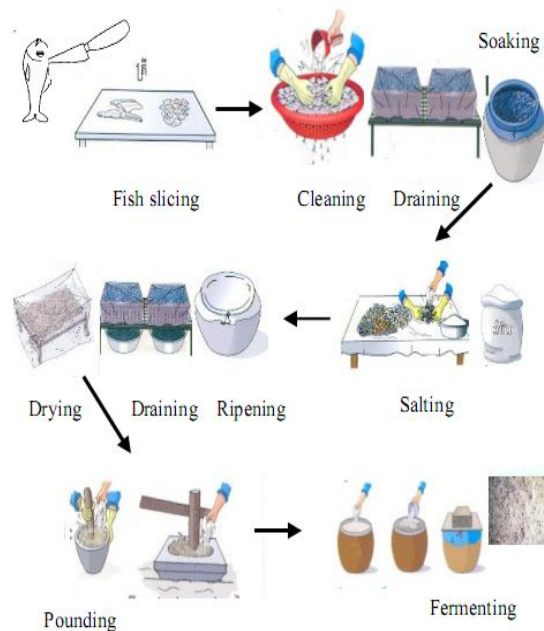 Soaking
Fish slicing
Cleaning
Draining
Salting
Ripening
Draining
Drying
Pounding
Fermenting